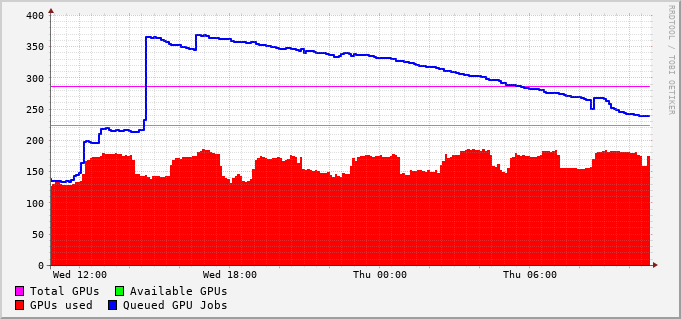 400
350
300
250
200
150
100
50
0
Wed 12:00 Wed 18:00 Thu 00:00 Thu 06:00
Total GPUs Available GPUs
GPUs used Queued GPU Jobs
RRDTOOL / TOBI OETIKER